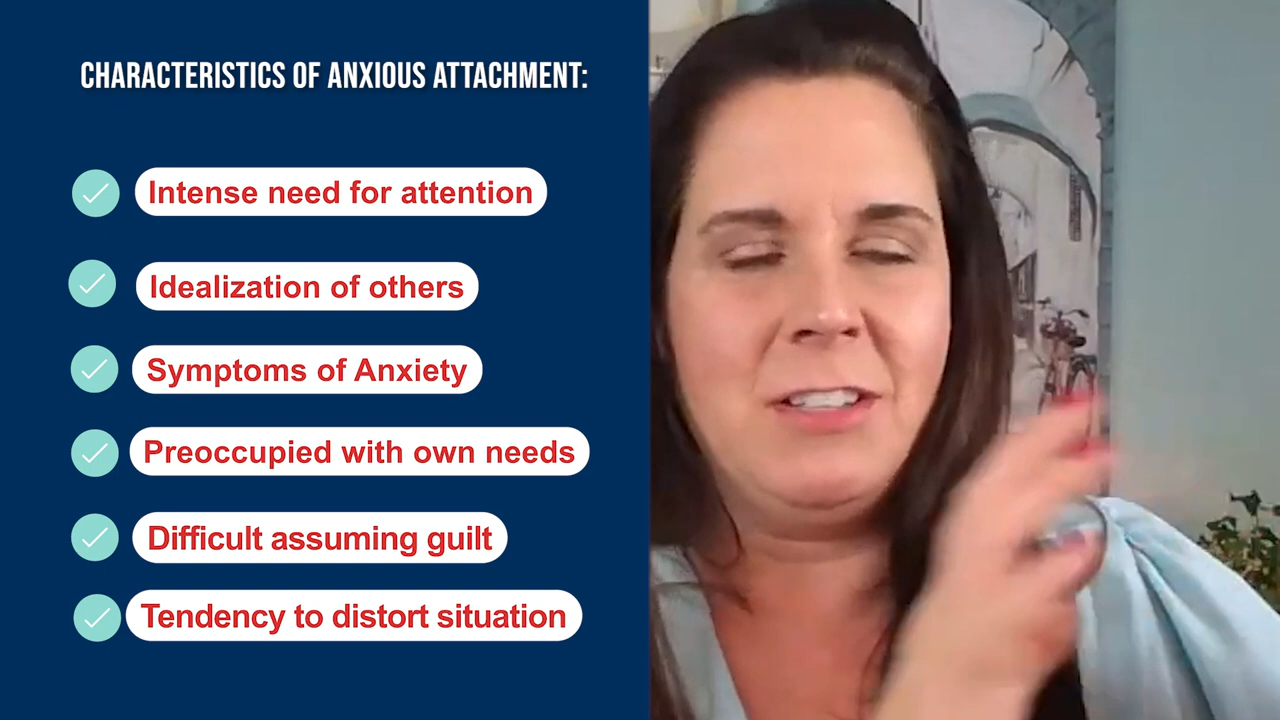 CHARACTERISTICS OF ANXIOUS ATTACHMENT:
Intense need for attention
Idealization of others
Symptoms of Anxiety
Preoccupied with own needs
Difficult assuming guilt
Tendency to distort situation